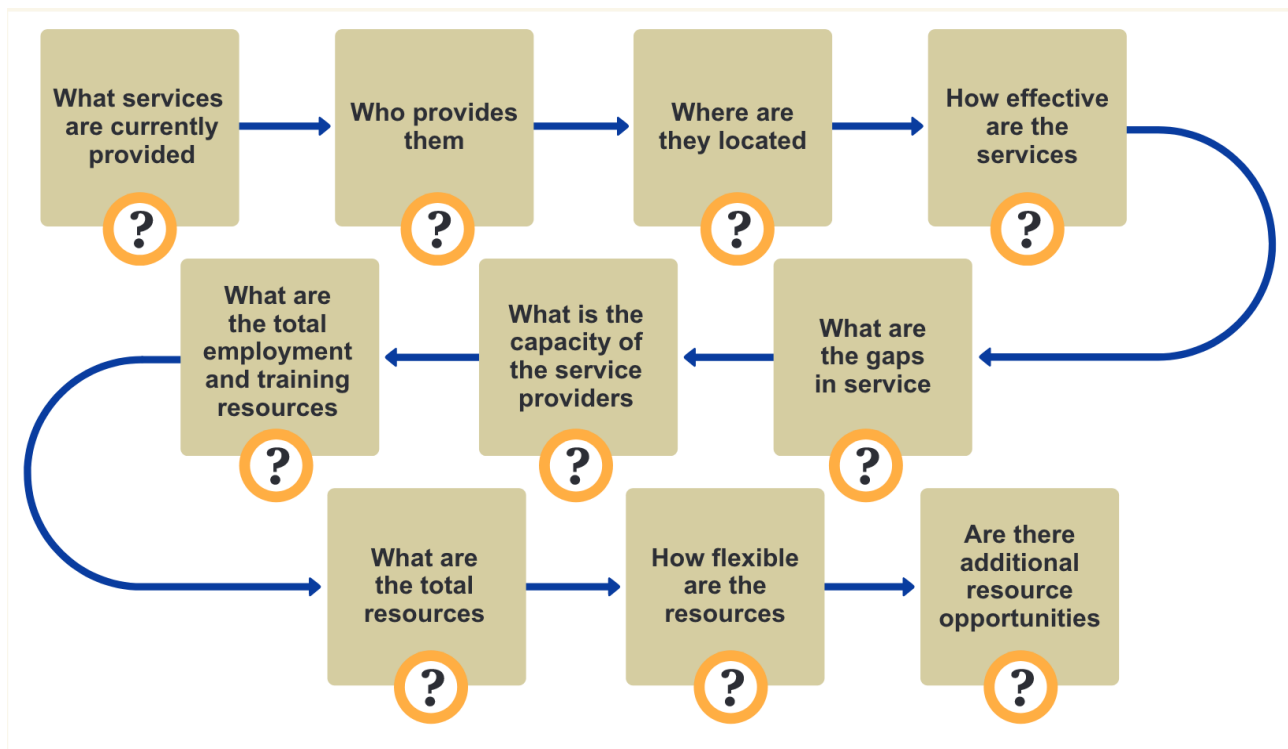 What services
are currently
provided
?
Who provides
them
?
Where are
they located
?
How effective
are the
services
?
What are
the gaps
in service
?
What is the
capacity of
the service
providers
?
What are
the total
employment
and training
resources
?
What are
the total
resources
?
How flexible
are the
resources
?
Are there
additional
resource
opportunities
?